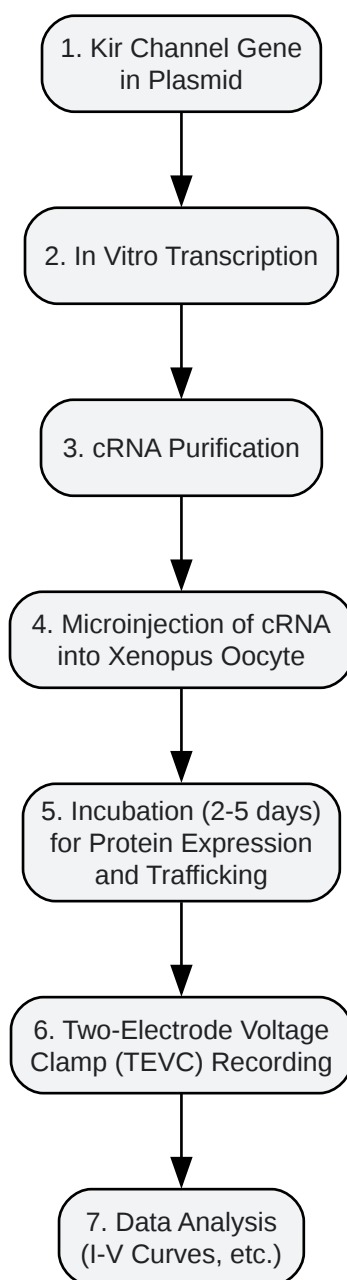 1. Kir Channel Gene
in Plasmid
2. In Vitro Transcription
3. cRNA Purification
4. Microinjection of cRNA
into Xenopus Oocyte
5. Incubation (2-5 days)
for Protein Expression
and Trafficking
6. Two-Electrode Voltage
Clamp (TEVC) Recording
7. Data Analysis
(I-V Curves, etc.)